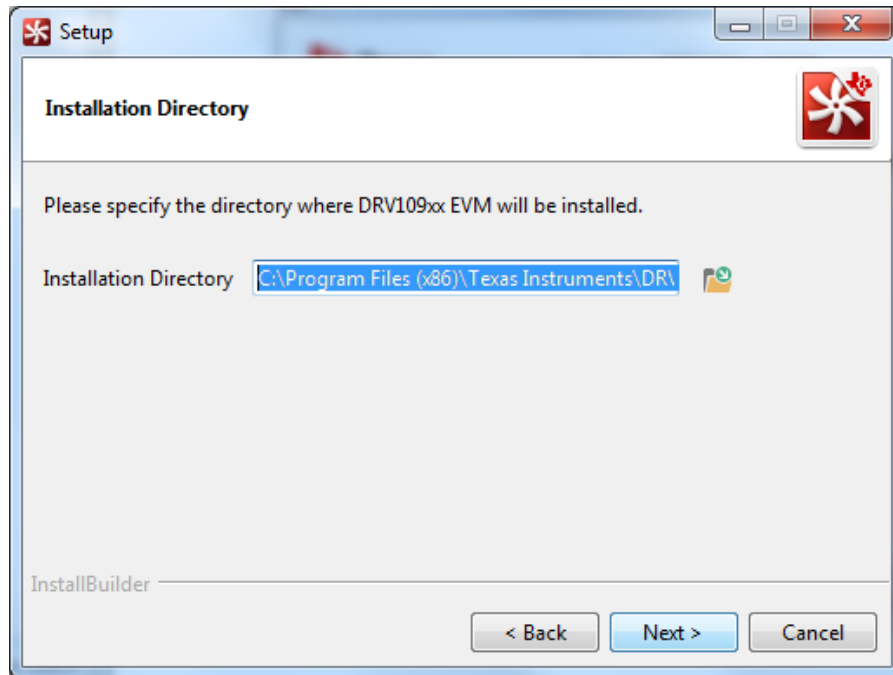 Setup
Installation Directory
Please specify the directory where DRV109xx EVM will be installed.
Installation Directory C:\Program Files (x86)\Texas Instruments\DR\
InstallBuilder
< Back Next > Cancel